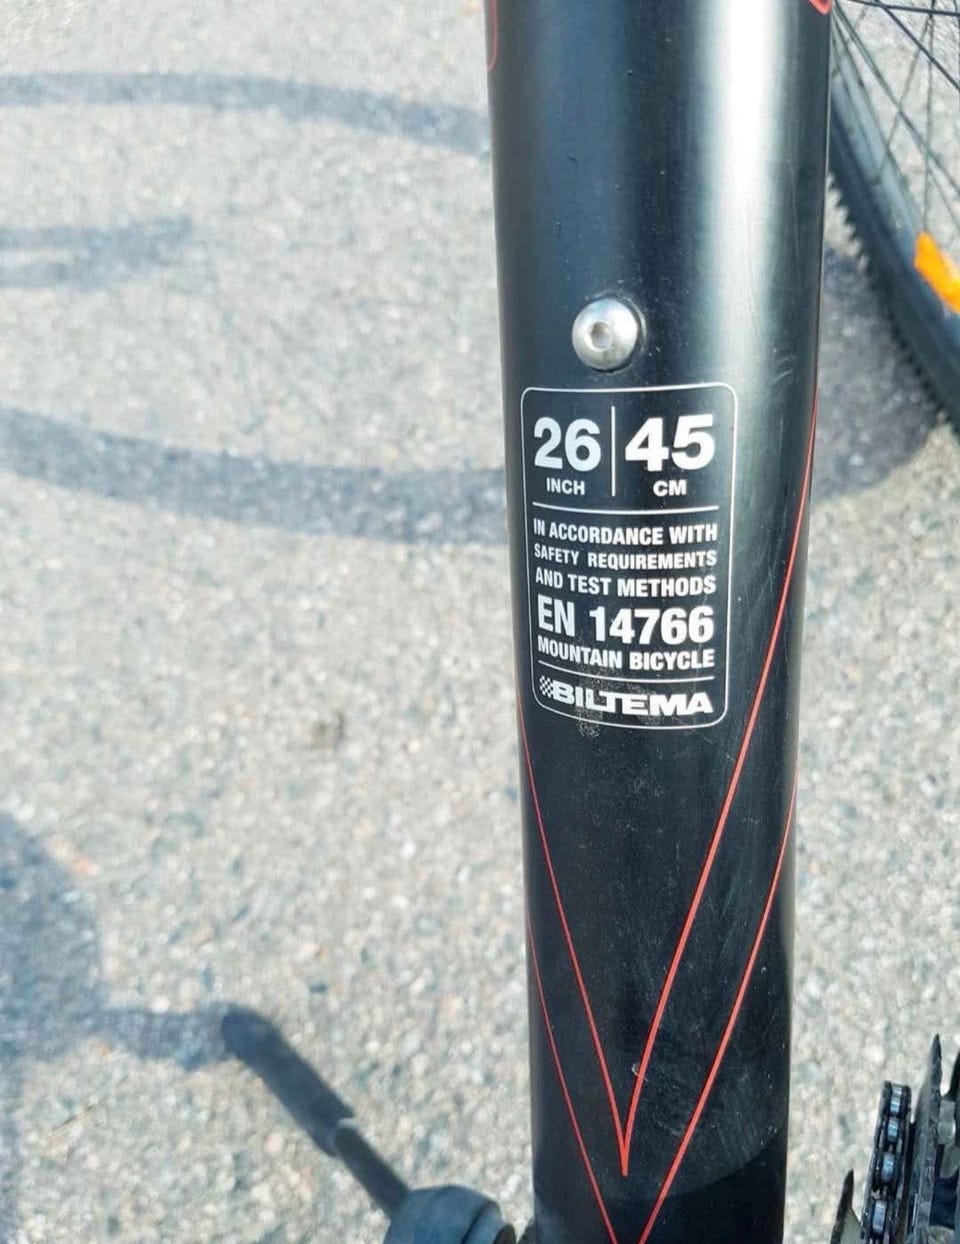 26 45
INCH CM
IN ACCORDANCE WITH
SAFETY REQUIREMENTS
AND TEST METHODS
EN 14766
MOUNTAIN BICYCLE
BILTEMA